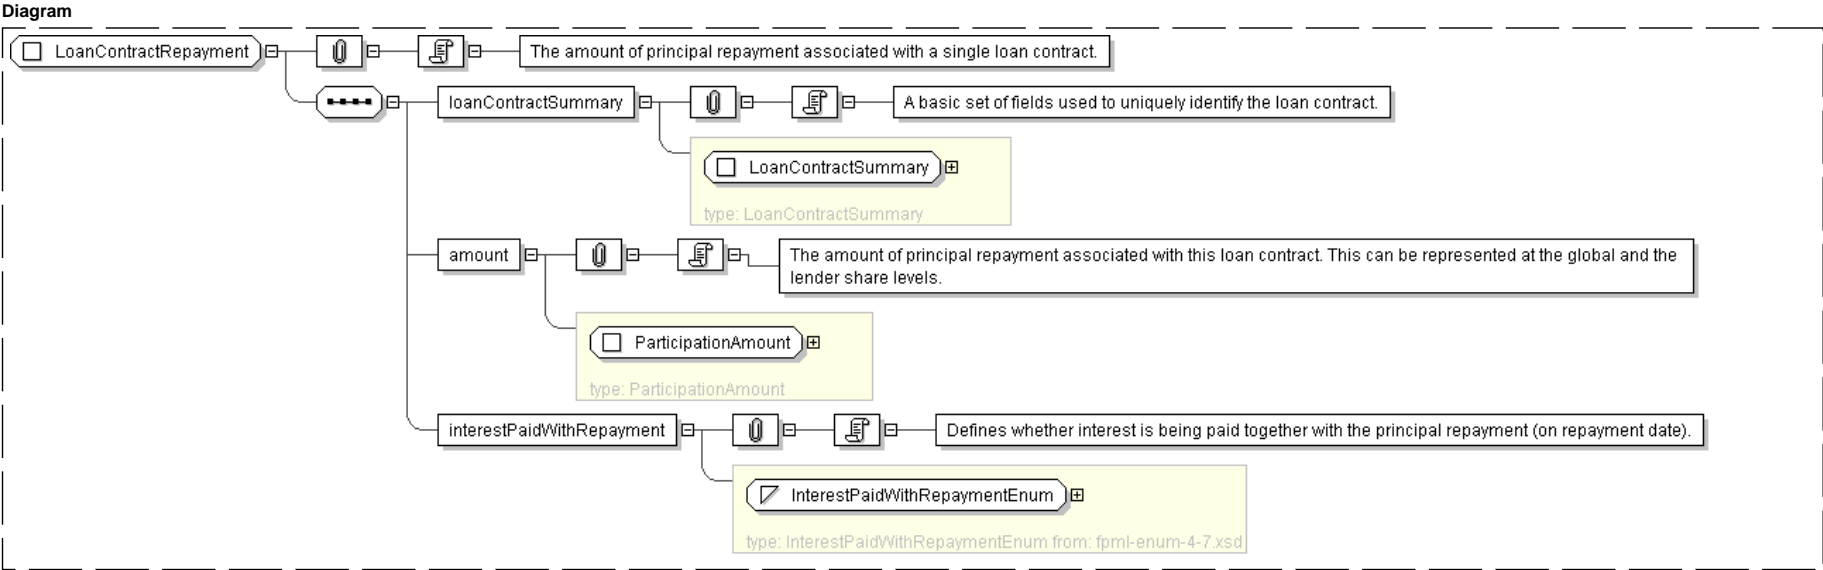 Diagram
LoanContractRepayment
The amount of principal repayment associated with a single loan contract.
loanContractSummary
A basic set of fields used to uniquely identify the loan contract.
LoanContractSummary
type: LoanContractSummary
amount
The amount of principal repayment associated with this loan contract. This can be represented at the global and the
lender share levels.
ParticipationAmount
type: ParticipationAmount
interestPaidWithRepayment
Defines whether interest is being paid together with the principal repayment (on repayment date).
InterestPaidWithRepaymentEnum
type: InterestPaidWithRepaymentEnum from: fpml-enum-4-7.xsd